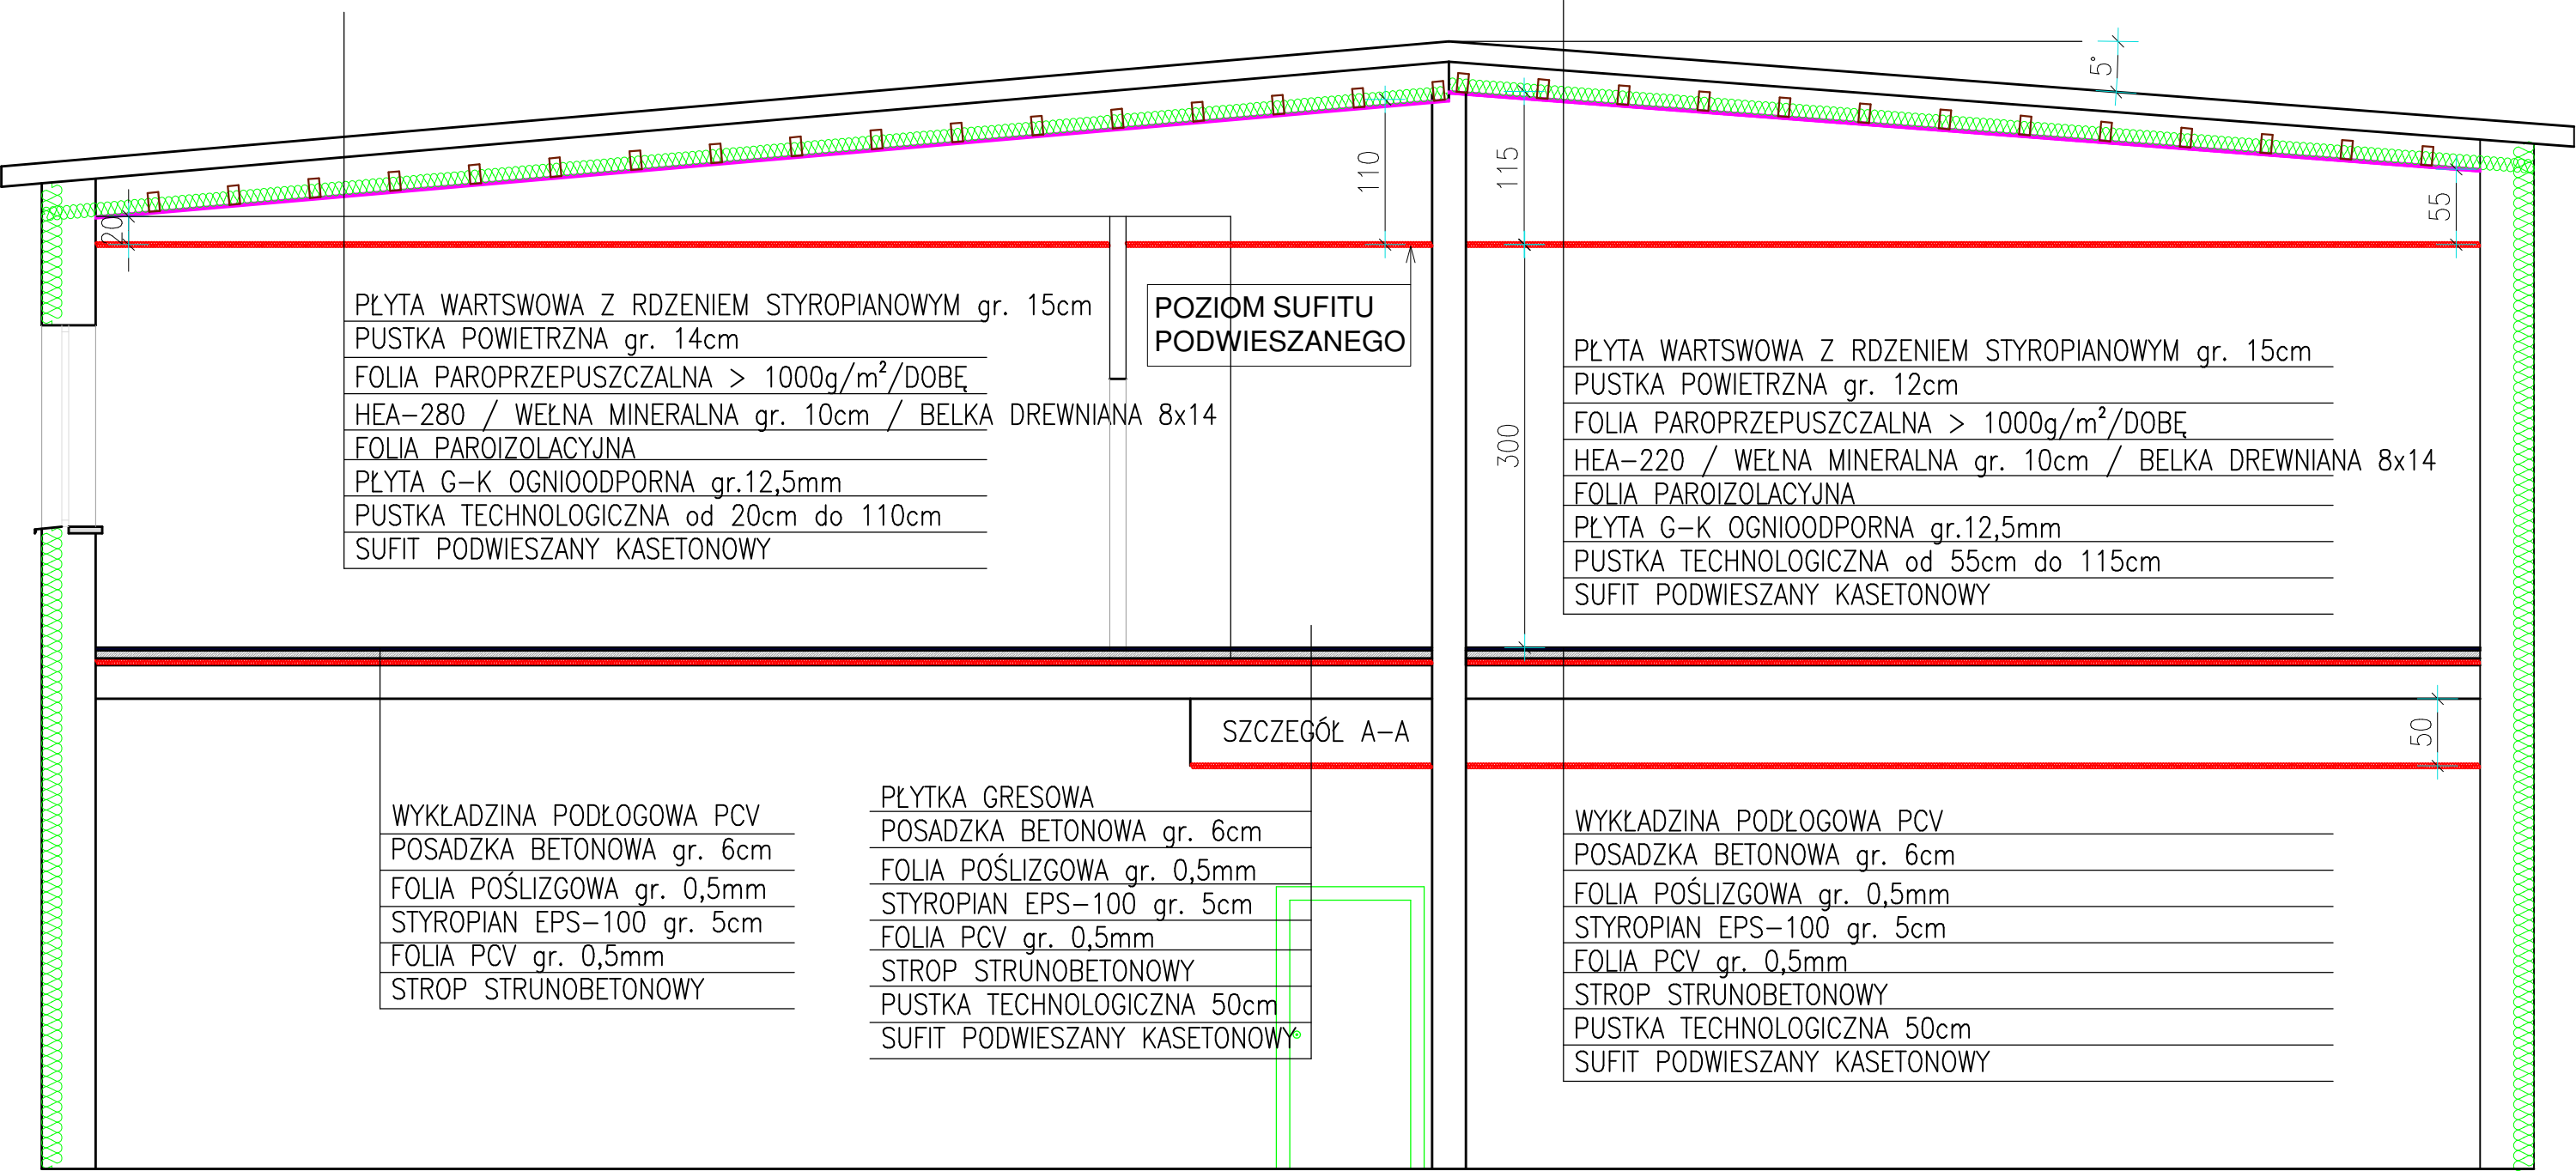 5°
110
115
55
20
PŁYTA WARTSWOWA Z RDZENIEM STYROPIANOWYM gr. 15cm
PUSTKA POWIETRZNA gr. 14cm
FOLIA PAROPRZEPUSZCZALNA > 1000g/m²/DOBĘ
HEA-280 / WEŁNA MINERALNA gr. 10cm / BELKA DREWNIANA 8x14
FOLIA PAROIZOLACYJNA
PŁYTA G-K OGNIOODPORNA gr.12,5mm
PUSTKA TECHNOLOGICZNA od 20cm do 110cm
SUFIT PODWIESZANY KASETONOWY
POZIOM SUFITU
PODWIESZANEGO
300
PŁYTA WARTSWOWA Z RDZENIEM STYROPIANOWYM gr. 15cm
PUSTKA POWIETRZNA gr. 12cm
FOLIA PAROPRZEPUSZCZALNA > 1000g/m²/DOBĘ
HEA-220 / WEŁNA MINERALNA gr. 10cm / BELKA DREWNIANA 8x14
FOLIA PAROIZOLACYJNA
PŁYTA G-K OGNIOODPORNA gr.12,5mm
PUSTKA TECHNOLOGICZNA od 55cm do 115cm
SUFIT PODWIESZANY KASETONOWY
SZCZEGÓŁ A-A
50
WYKŁADZINA PODŁOGOWA PCV
POSADZKA BETONOWA gr. 6cm
FOLIA POŚLIZGOWA gr. 0,5mm
STYROPIAN EPS-100 gr. 5cm
FOLIA PCV gr. 0,5mm
STROP STRUNOBETONOWY
PŁYTKA GRESOWA
POSADZKA BETONOWA gr. 6cm
FOLIA POŚLIZGOWA gr. 0,5mm
STYROPIAN EPS-100 gr. 5cm
FOLIA PCV gr. 0,5mm
STROP STRUNOBETONOWY
PUSTKA TECHNOLOGICZNA 50cm
SUFIT PODWIESZANY KASETONOWY
WYKŁADZINA PODŁOGOWA PCV
POSADZKA BETONOWA gr. 6cm
FOLIA POŚLIZGOWA gr. 0,5mm
STYROPIAN EPS-100 gr. 5cm
FOLIA PCV gr. 0,5mm
STROP STRUNOBETONOWY
PUSTKA TECHNOLOGICZNA 50cm
SUFIT PODWIESZANY KASETONOWY